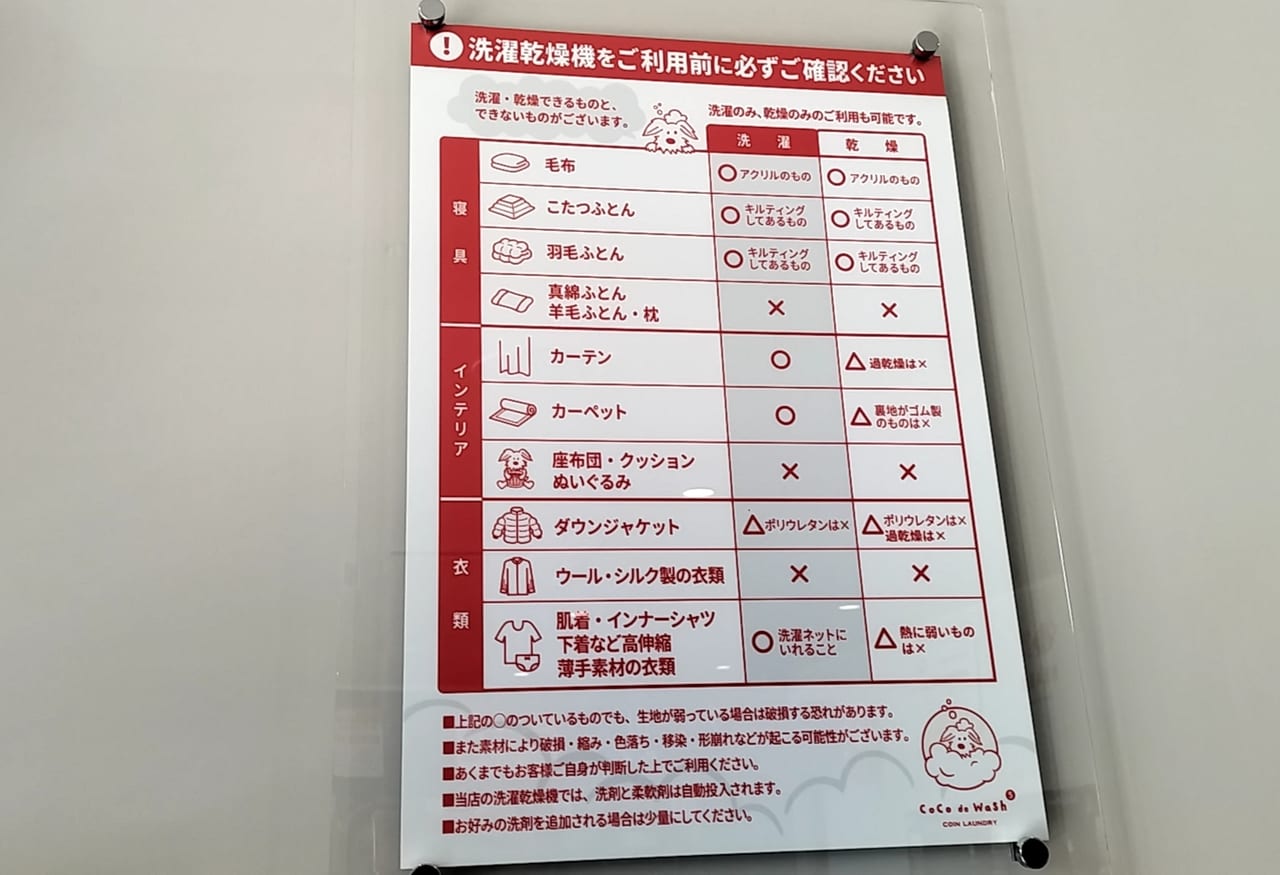 ! 洗濯乾燥機をご利用前に必ずご確認ください
洗濯・乾燥できるものと、
できないものがございます。
洗濯のみ、乾燥のみのご利用も可能です。
洗濯 乾燥
寝具
毛布 ○ アクリルのもの ○ アクリルのもの
こたつふとん ○ キルティングしてあるもの ○ キルティングしてあるもの
羽毛ふとん ○ キルティングしてあるもの ○ キルティングしてあるもの
真綿ふとん
羊毛ふとん・枕 × ×
インテリア
カーテン ○ △ 過乾燥は×
カーペット ○ △ 裏地がゴム製のものは×
座布団・クッション
ぬいぐるみ × ×
衣類
ダウンジャケット △ ポリウレタンは× △ ポリウレタンは× 過乾燥は×
ウール・シルク製の衣類 × ×
肌着・インナーシャツ
下着など高伸縮
薄手素材の衣類 ○ 洗濯ネットにいれること △ 熱に弱いものは×
■上記の○のついているものでも、生地が弱っている場合は破損する恐れがあります。
■また素材により破損・縮み・色落ち・移染・形崩れなどが起こる可能性がございます。
■あくまでもお客様ご自身が判断した上でご利用ください。
■当店の洗濯乾燥機では、洗剤と柔軟剤は自動投入されます。
■お好みの洗剤を追加される場合は少量にしてください。
CoCo de Wash
COIN LAUNDRY